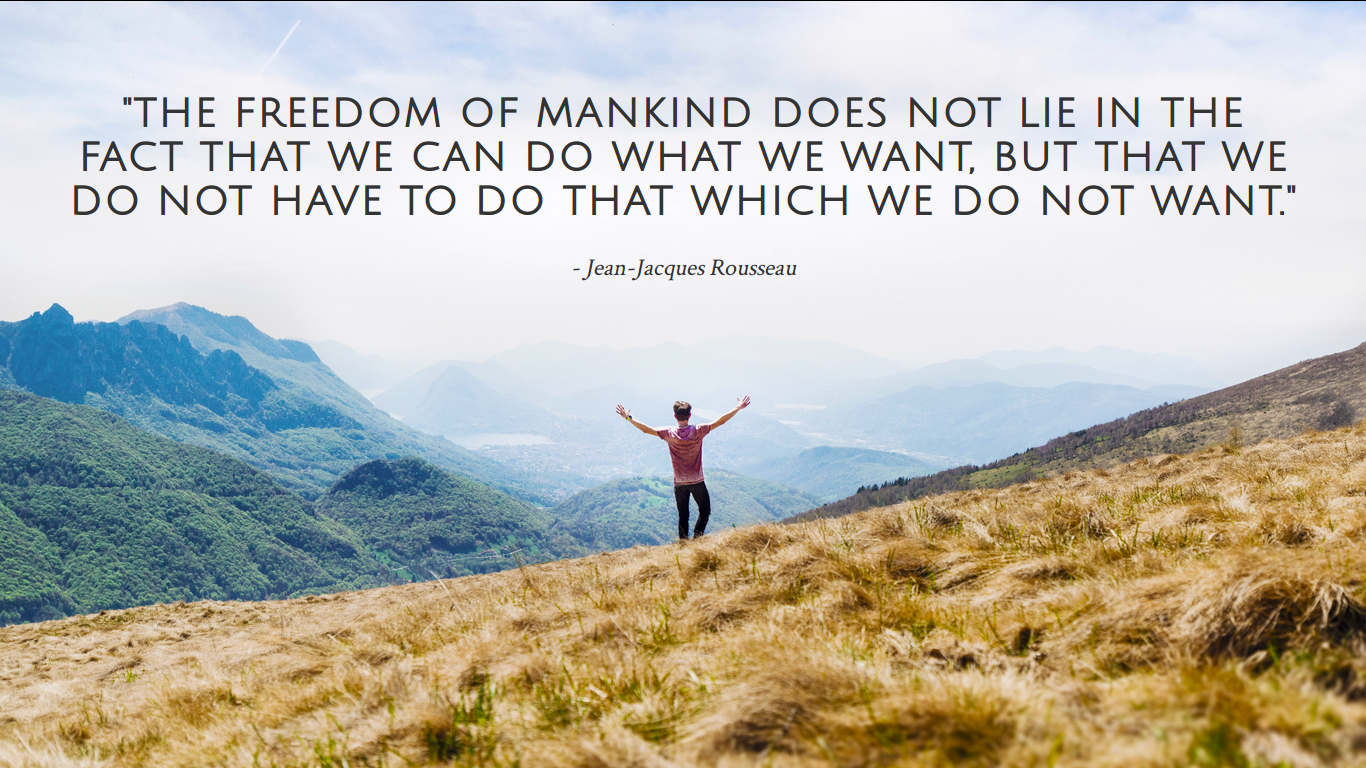 "THE FREEDOM OF MANKIND DOES NOT LIE IN THE
FACT THAT WE CAN DO WHAT WE WANT, BUT THAT WE
DO NOT HAVE TO DO THAT WHICH WE DO NOT WANT."
- Jean-Jacques Rousseau